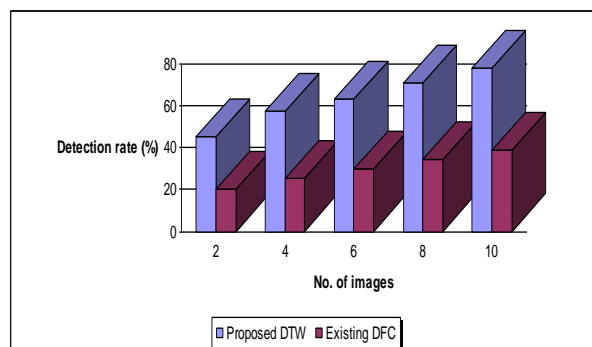 80
60
40
20
0
Detection rate (%)
2 4 6 8 10
No. of images
Proposed DTW Existing DFC